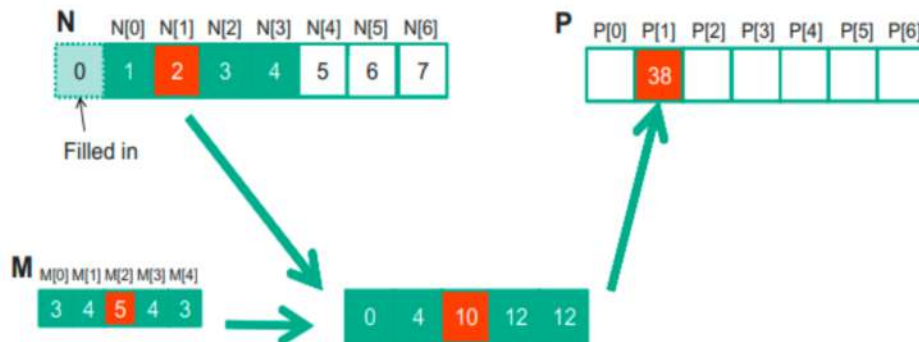 N N[0] N[1] N[2] N[3] N[4] N[5] N[6]
0 1 2 3 4 5 6 7
Filled in
P P[0] P[1] P[2] P[3] P[4] P[5] P[6]
38
M M[0] M[1] M[2] M[3] M[4]
3 4 5 4 3
0 4 10 12 12